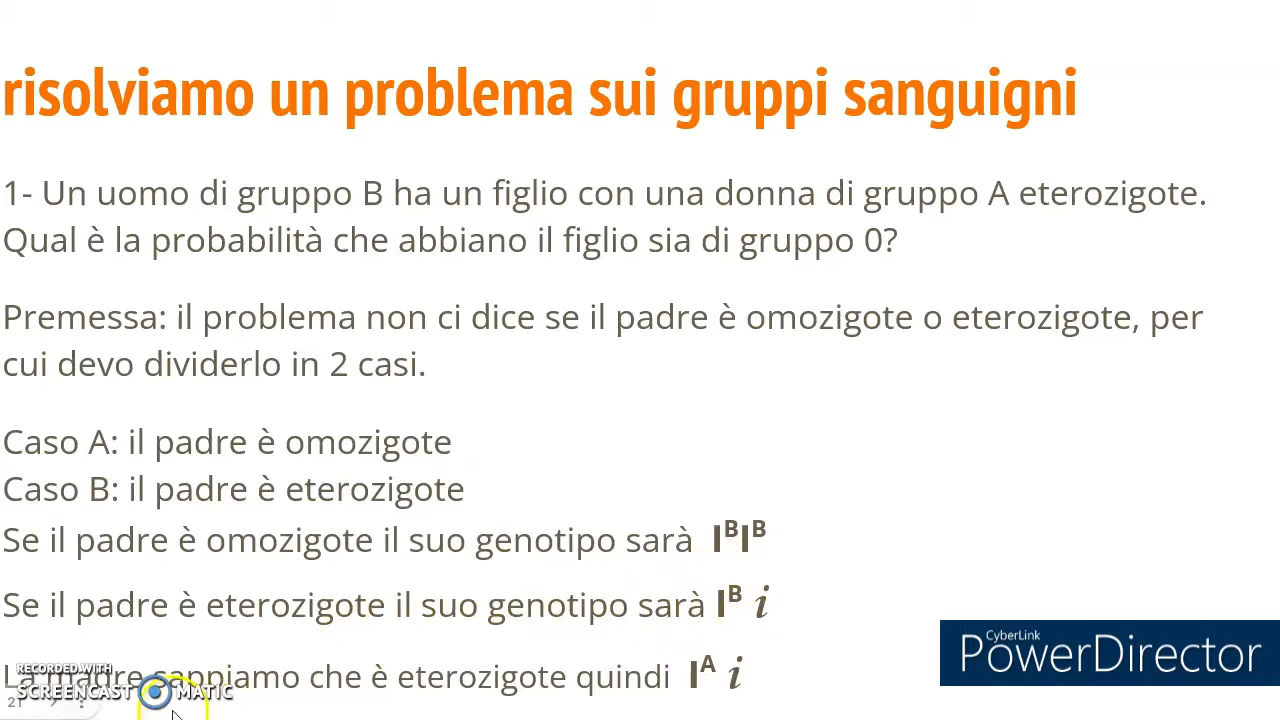 risolviamo un problema sui gruppi sanguigni
1- Un uomo di gruppo B ha un figlio con una donna di gruppo A eterozigote.
Qual è la probabilità che abbiano il figlio sia di gruppo 0?
Premessa: il problema non ci dice se il padre è omozigote o eterozigote, per
cui devo dividerlo in 2 casi.
Caso A: il padre è omozigote
Caso B: il padre è eterozigote
Se il padre è omozigote il suo genotipo sarà IᴮIᴮ
Se il padre è eterozigote il suo genotipo sarà Iᴮ i
La madre sappiamo che è eterozigote quindi Iᴬ i
CyberLink
PowerDirector
RECORDED WITH
SCREENCAST MATIC
21